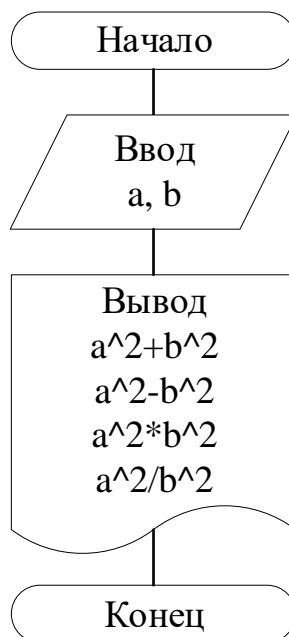 Начало
Ввод
a, b
Вывод
a^2+b^2
a^2-b^2
a^2*b^2
a^2/b^2
Конец